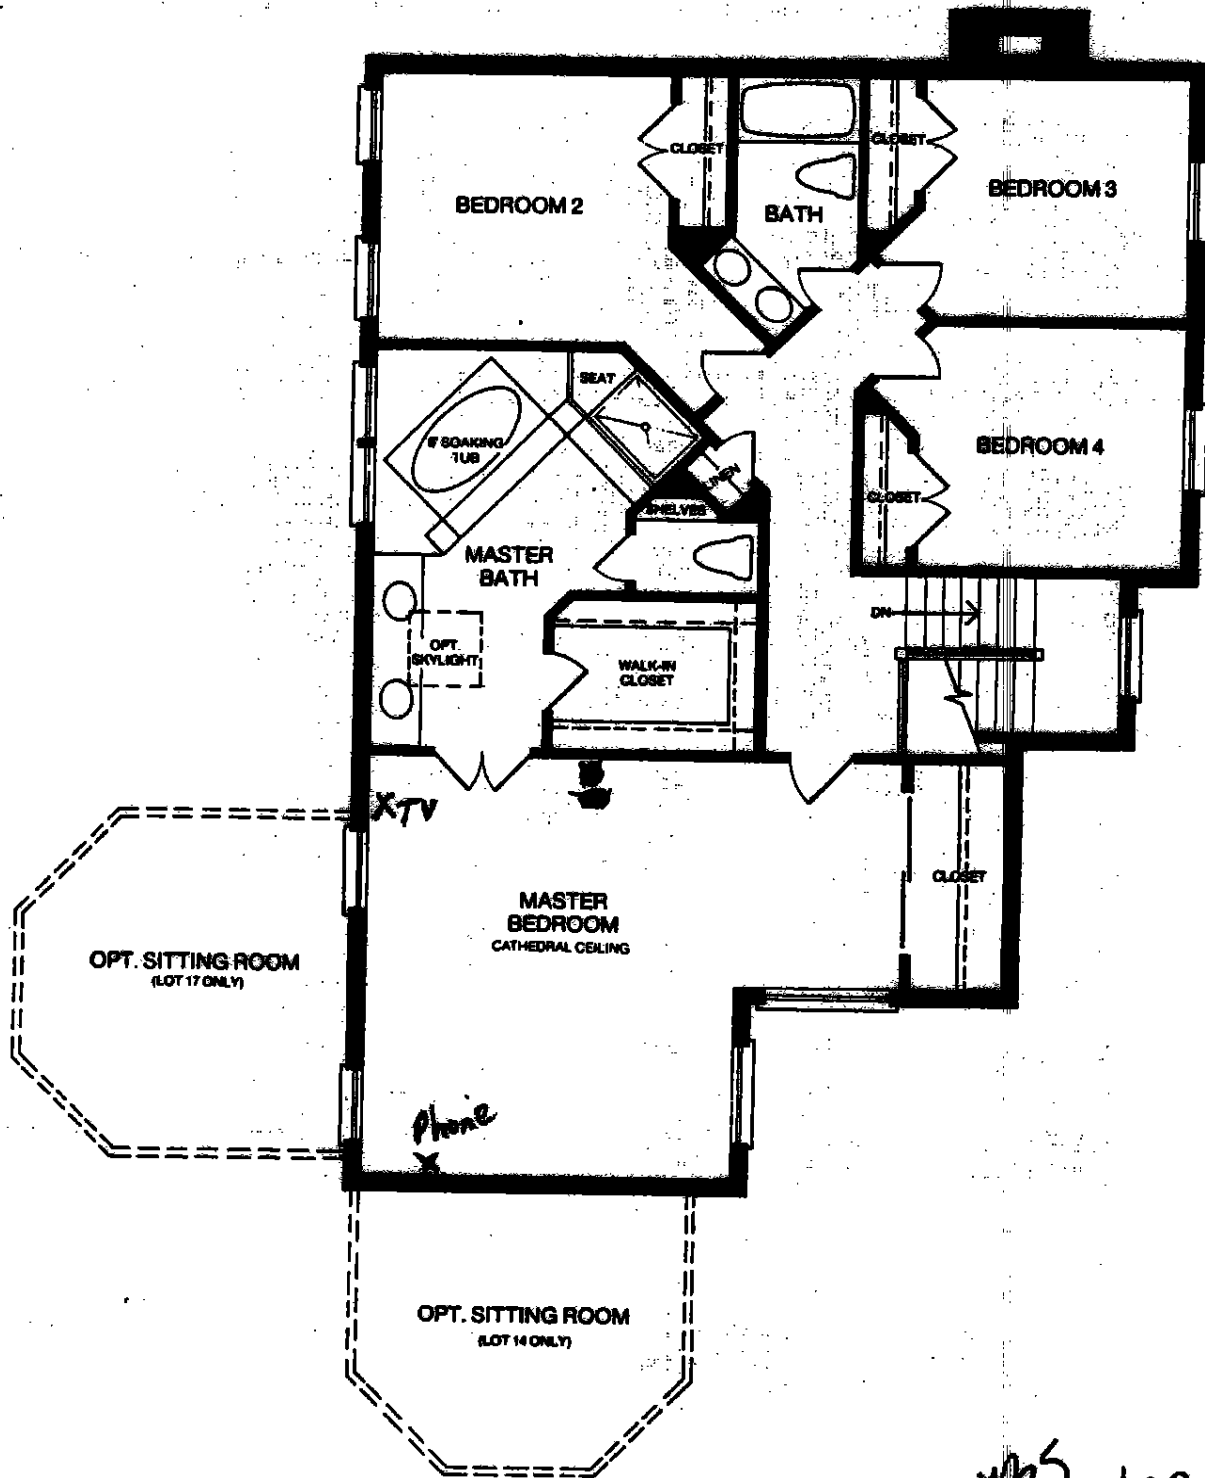 CLOSET
CLOSET
BEDROOM 2
BATH
BEDROOM 3
SEAT
SOAKING
TUB
BEDROOM 4
LINEN
CLOSET
SHELVES
MASTER
BATH
DN
OPT.
SKYLIGHT
WALK-IN
CLOSET
X TV
CLOSET
MASTER
BEDROOM
CATHEDRAL CEILING
OPT. SITTING ROOM
(LOT 17 ONLY)
Phone
X
OPT. SITTING ROOM
(LOT 14 ONLY)